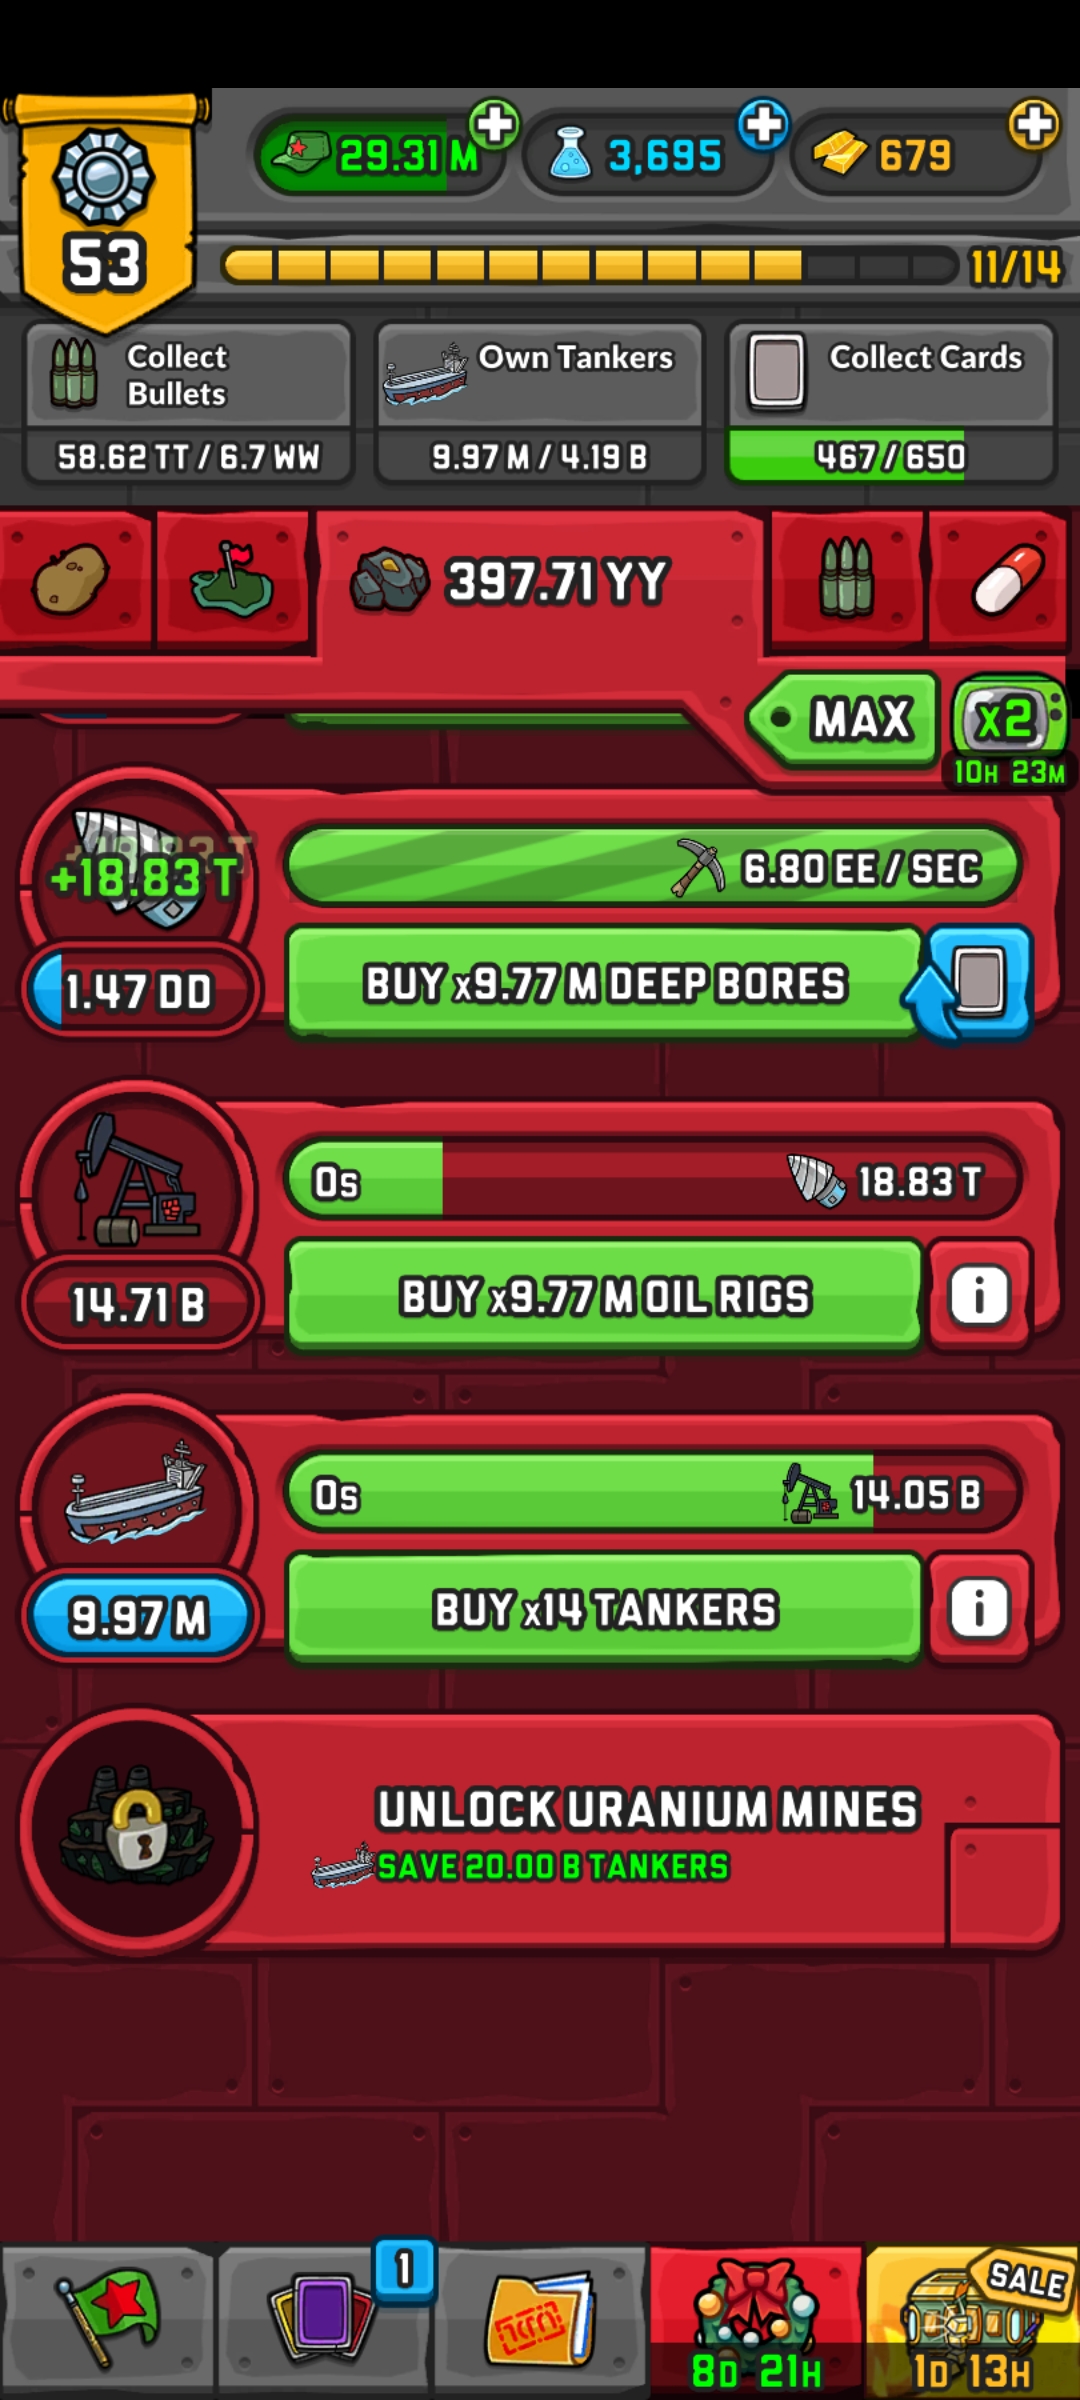 29.31 M
3,695
679
53
11/14
Collect
Bullets
Own Tankers
Collect Cards
58.62 TT / 6.7 WW
9.97 M / 4.19 B
467 / 650
397.71 YY
MAX
x2
10H 23M
+18.83 T
6.80 EE / SEC
1.47 DD
BUY x9.77 M DEEP BORES
0s
18.83 T
14.71 B
BUY x9.77 M OIL RIGS
i
0s
14.05 B
9.97 M
BUY x14 TANKERS
i
UNLOCK URANIUM MINES
SAVE 20.00 B TANKERS
1
SALE
8D 21H
1D 13H